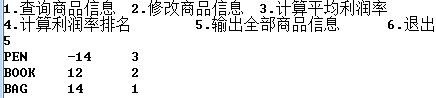 1.查询商品信息 2.修改商品信息 3.计算平均利润率
4.计算利润率排名 5.输出全部商品信息 6.退出
5
PEN -14 3
BOOK 12 2
BAG 14 1